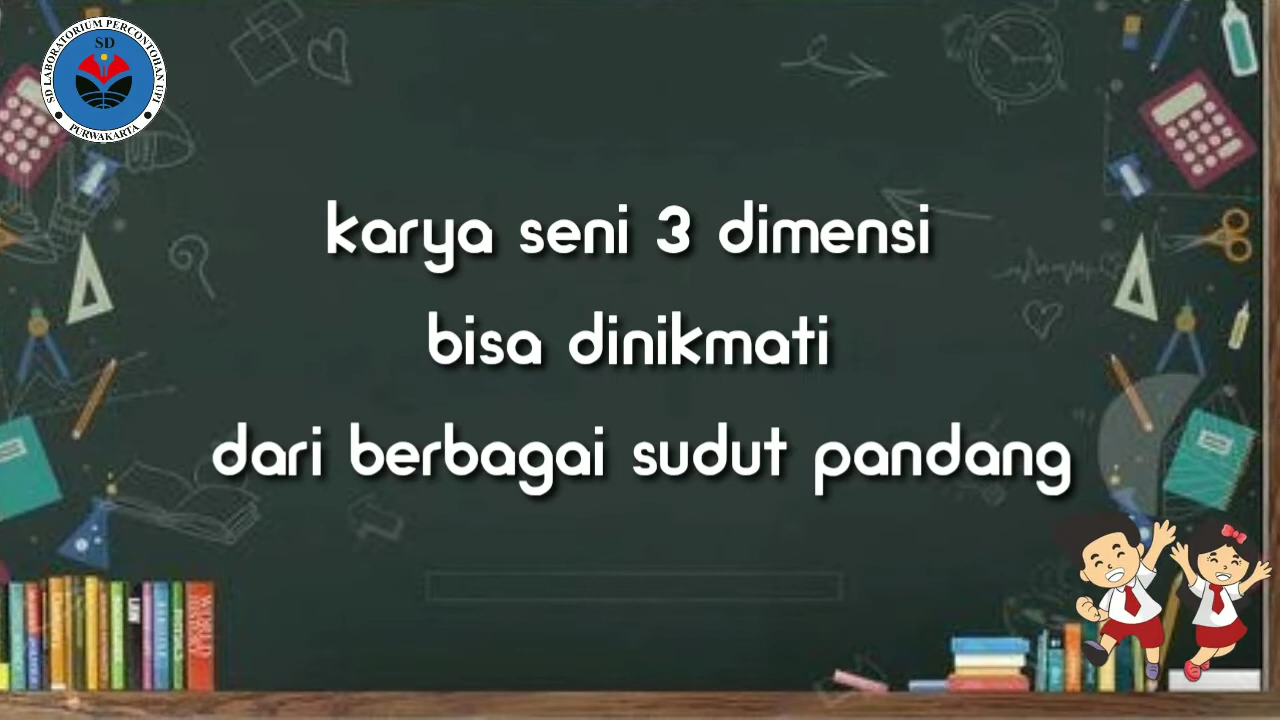 SD LABORATORIUM PERCONTOHAN UPI
SD
PURWAKARTA
karya seni 3 dimensi
bisa dinikmati
dari berbagai sudut pandang